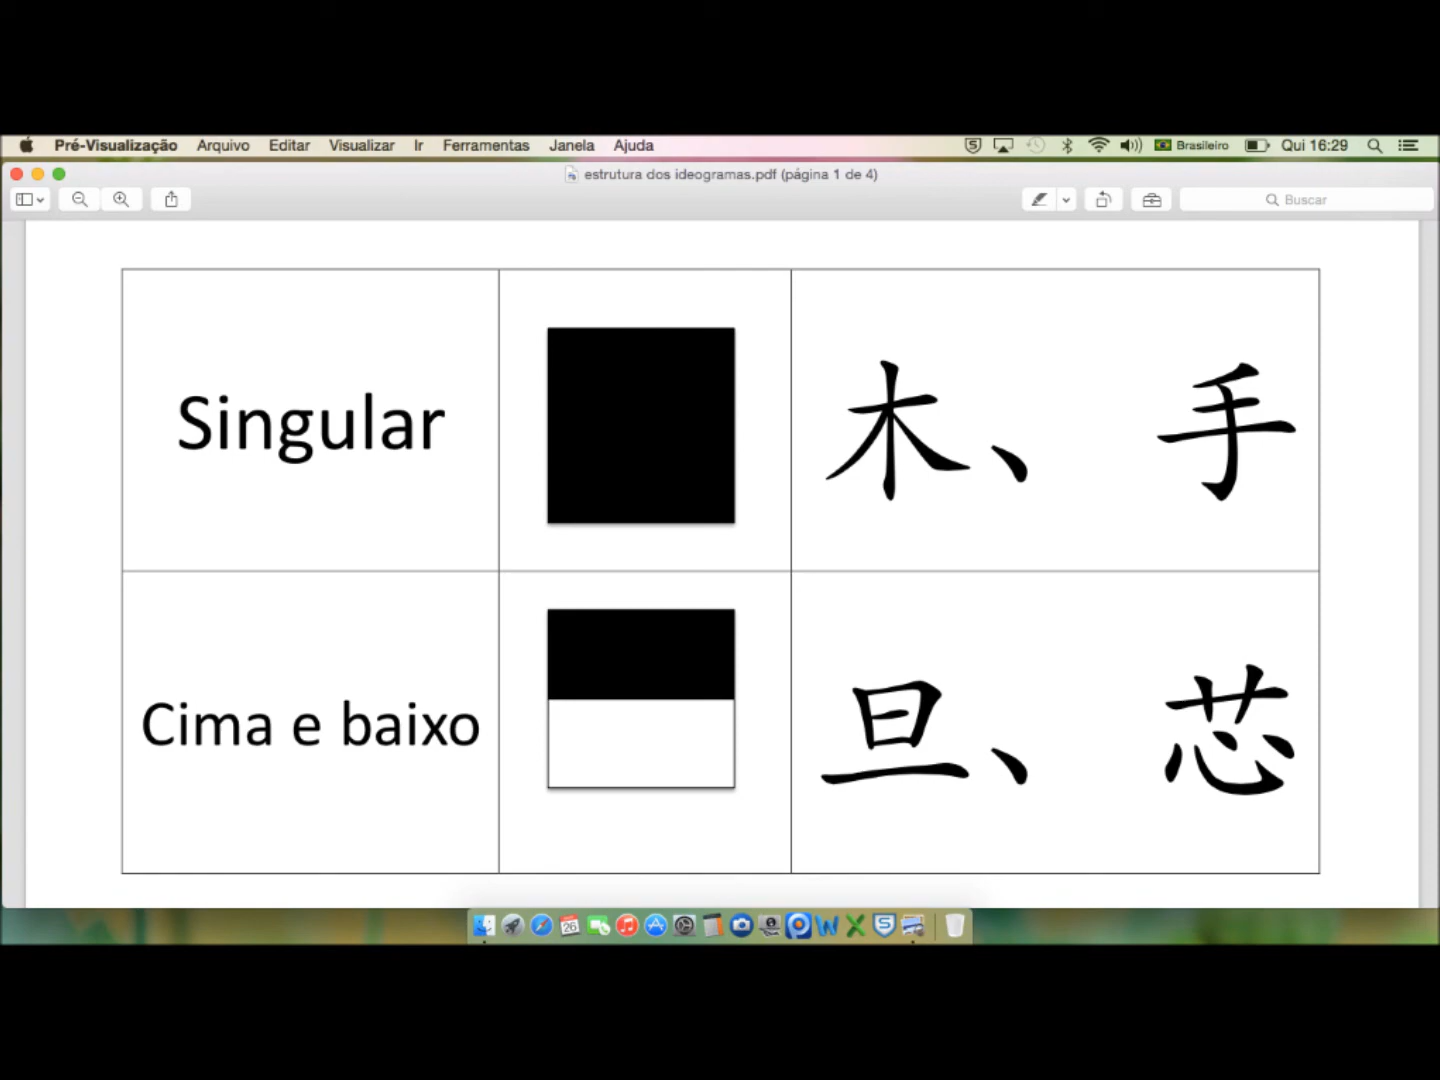 Pré-Visualização Arquivo Editar Visualizar Ir Ferramentas Janela Ajuda Brasileiro Qui 16:29
estrutura dos ideogramas.pdf (página 1 de 4)
Buscar
Singular
木、 手
Cima e baixo
旦、 芯
26